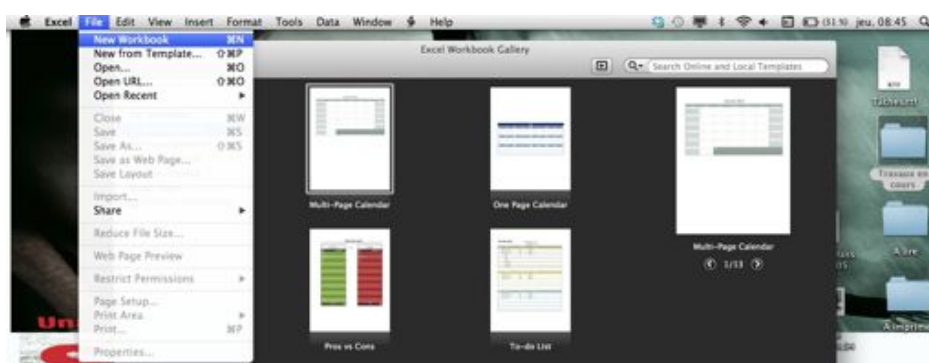 Excel File Edit View Insert Format Tools Data Window Help (31 %) jeu. 08:45
New Workbook ⌘N
New from Template... ⇧⌘P
Open... ⌘O
Open URL... ⇧⌘O
Open Recent
Close ⌘W
Save ⌘S
Save As... ⇧⌘S
Save as Web Page...
Save Layout
Import...
Share
Reduce File Size...
Web Page Preview
Restrict Permissions
Page Setup...
Print Area
Print... ⌘P
Properties...
Excel Workbook Gallery
Search Online and Local Templates
Multi-Page Calendar
One Page Calendar
Pros vs Cons
To-do List
Multi-Page Calendar
1/13
Travaux en
cours
A lire
A imprime